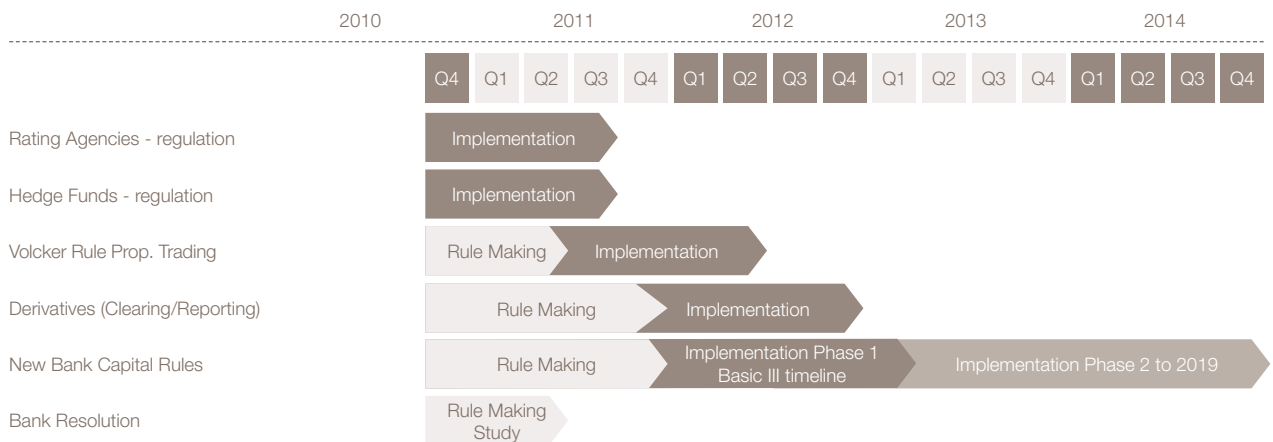 2010 2011 2012 2013 2014
Q4 Q1 Q2 Q3 Q4 Q1 Q2 Q3 Q4 Q1 Q2 Q3 Q4 Q1 Q2 Q3 Q4
Rating Agencies - regulation Implementation
Hedge Funds - regulation Implementation
Volcker Rule Prop. Trading Rule Making Implementation
Derivatives (Clearing/Reporting) Rule Making Implementation
New Bank Capital Rules Rule Making Implementation Phase 1
Basic III timeline Implementation Phase 2 to 2019
Bank Resolution Rule Making
Study